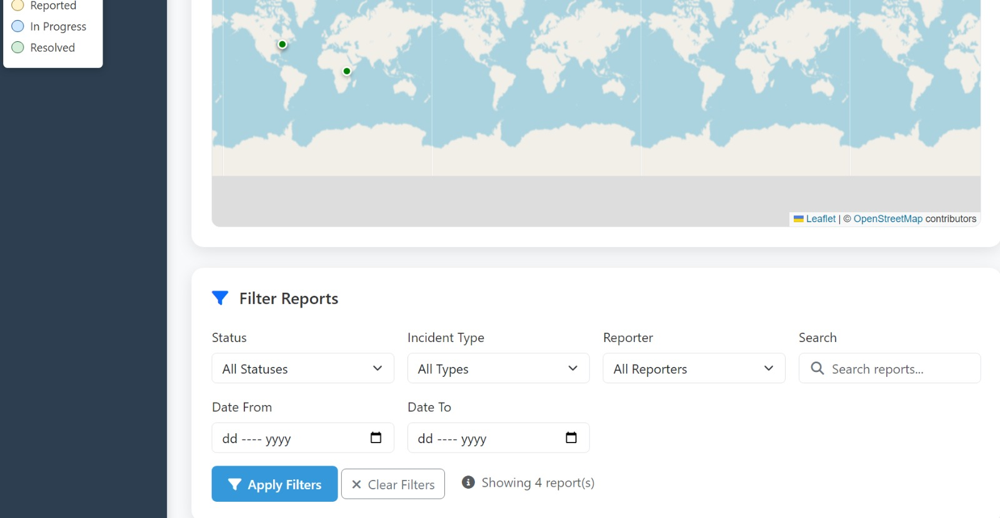 Reported
In Progress
Resolved
Leaflet | © OpenStreetMap contributors
Filter Reports
Status
Incident Type
Reporter
Search
All Statuses
All Types
All Reporters
Search reports...
Date From
Date To
dd ---- yyyy
dd ---- yyyy
Apply Filters
Clear Filters
Showing 4 report(s)